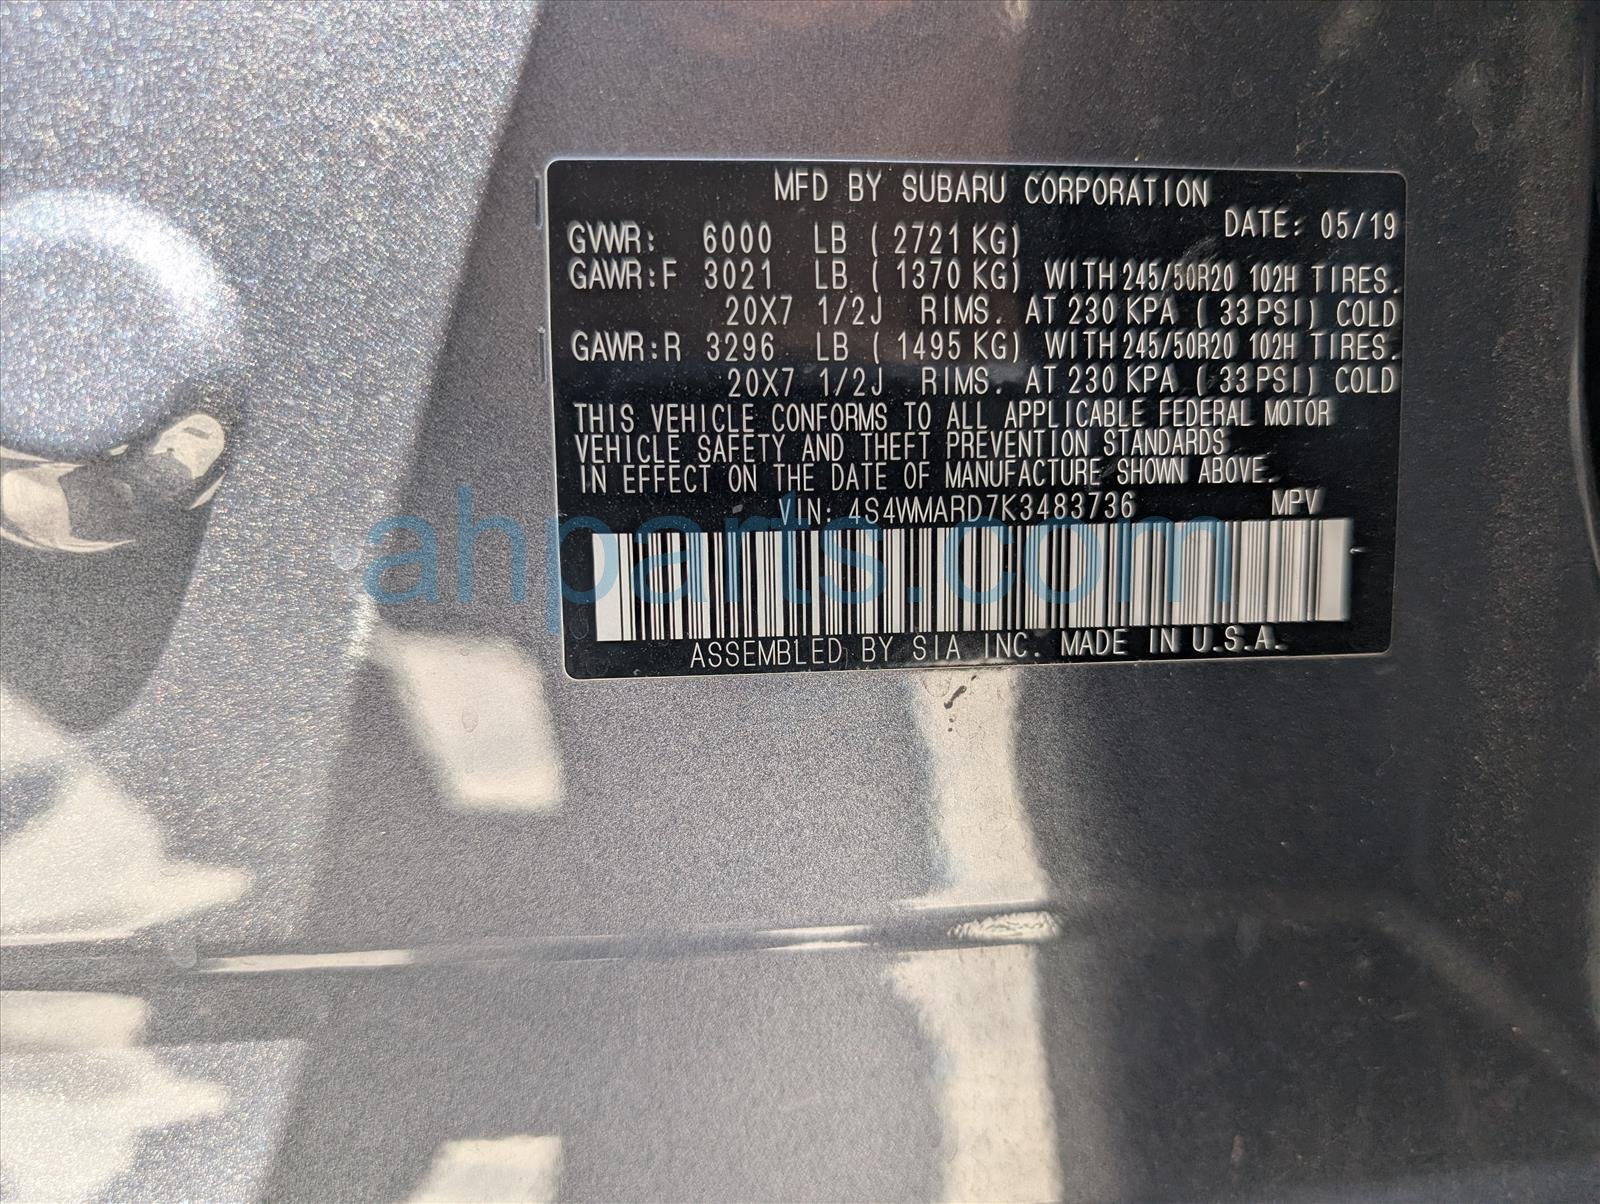 MFD BY SUBARU CORPORATION
DATE: 05/19
GVWR: 6000 LB ( 2721 KG)
GAWR:F 3021 LB ( 1370 KG) WITH 245/50R20 102H TIRES.
20X7 1/2J RIMS. AT 230 KPA ( 33 PSI) COLD
GAWR:R 3296 LB ( 1495 KG) WITH 245/50R20 102H TIRES.
20X7 1/2J RIMS. AT 230 KPA ( 33 PSI) COLD
THIS VEHICLE CONFORMS TO ALL APPLICABLE FEDERAL MOTOR
VEHICLE SAFETY AND THEFT PREVENTION STANDARDS
IN EFFECT ON THE DATE OF MANUFACTURE SHOWN ABOVE.
VIN: 4S4WMARD7K3483736 MPV
ahparts.com
ASSEMBLED BY SIA INC. MADE IN U.S.A.